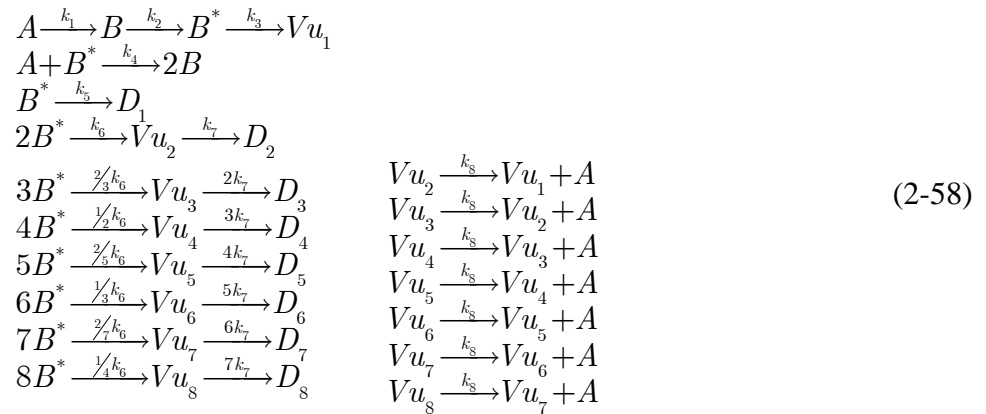 A —k₁→ B —k₂→ B* —k₃→ Vu₁
A+B* —k₄→ 2B
B* —k₅→ D₁
2B* —k₆→ Vu₂ —k₇→ D₂
3B* —2/3k₆→ Vu₃ —2k₇→ D₃
4B* —1/2k₆→ Vu₄ —3k₇→ D₄
5B* —2/5k₆→ Vu₅ —4k₇→ D₅
6B* —1/3k₆→ Vu₆ —5k₇→ D₆
7B* —2/7k₆→ Vu₇ —6k₇→ D₇
8B* —1/4k₆→ Vu₈ —7k₇→ D₈
Vu₂ —k₈→ Vu₁+A
Vu₃ —k₈→ Vu₂+A
Vu₄ —k₈→ Vu₃+A
Vu₅ —k₈→ Vu₄+A
Vu₆ —k₈→ Vu₅+A
Vu₇ —k₈→ Vu₆+A
Vu₈ —k₈→ Vu₇+A
(2-58)